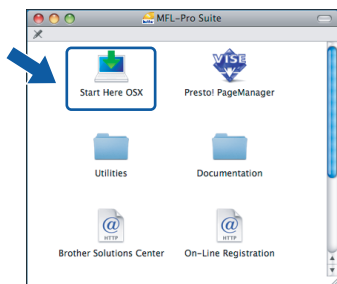 MFL-Pro Suite
Start Here OSX
Presto! PageManager
VISE
Utilities
Documentation
@
HTTP
@
HTTP
Brother Solutions Center
On-Line Registration